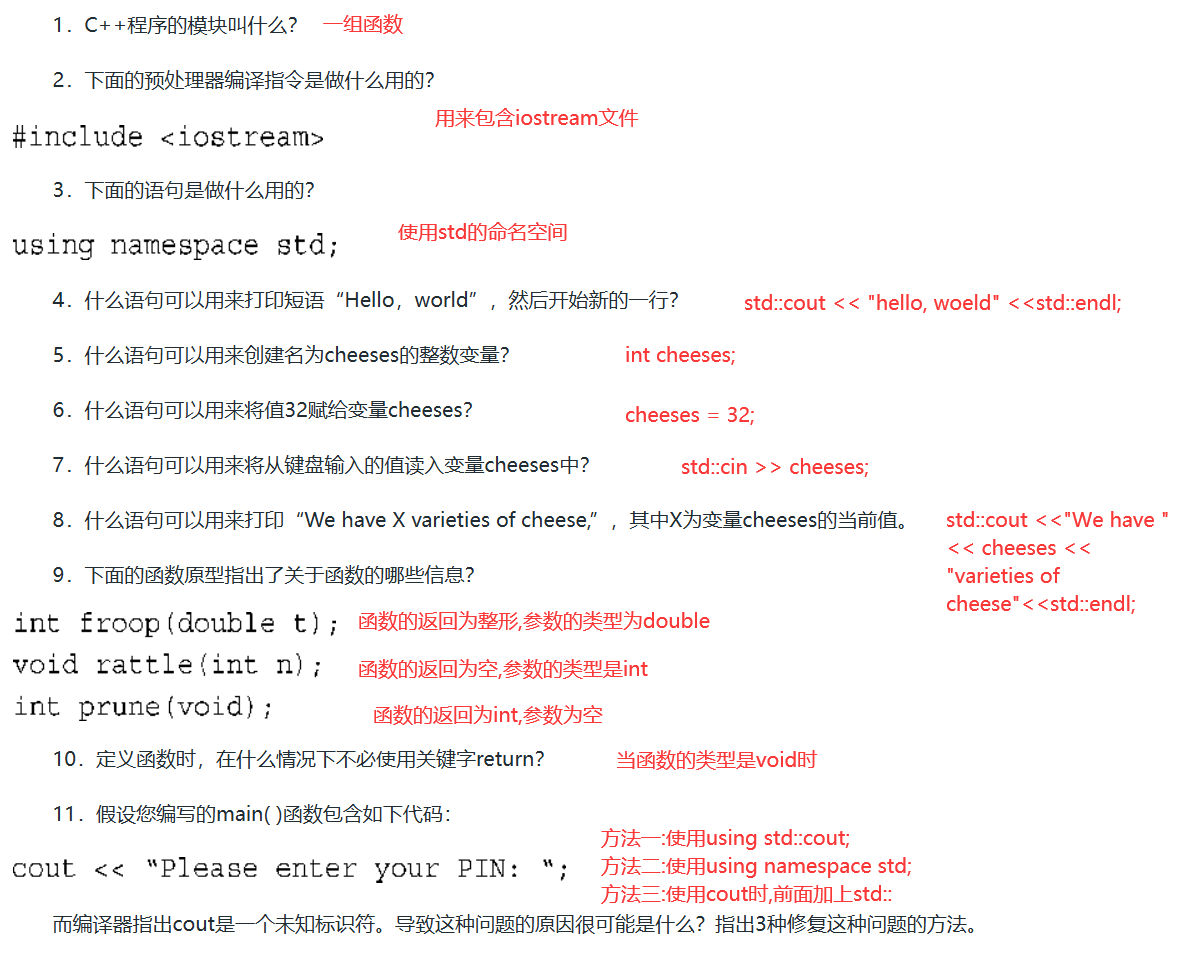 1．C++程序的模块叫什么？ 一组函数
2．下面的预处理器编译指令是做什么用的？
用来包含iostream文件
#include <iostream>
3．下面的语句是做什么用的？
使用std的命名空间
using namespace std;
4．什么语句可以用来打印短语“Hello，world”，然后开始新的一行？ std::cout << "hello, woeld" <<std::endl;
5．什么语句可以用来创建名为cheeses的整数变量？ int cheeses;
6．什么语句可以用来将值32赋给变量cheeses？ cheeses = 32;
7．什么语句可以用来将从键盘输入的值读入变量cheeses中？ std::cin >> cheeses;
8．什么语句可以用来打印“We have X varieties of cheese,”，其中X为变量cheeses的当前值。 std::cout <<"We have "
<< cheeses <<
"varieties of
cheese"<<std::endl;
9．下面的函数原型指出了关于函数的哪些信息？
int froop(double t); 函数的返回为整形,参数的类型为double
void rattle(int n); 函数的返回为空,参数的类型是int
int prune(void); 函数的返回为int,参数为空
10．定义函数时，在什么情况下不必使用关键字return？ 当函数的类型是void时
11．假设您编写的main( )函数包含如下代码：
方法一:使用using std::cout;
cout << “Please enter your PIN: “; 方法二:使用using namespace std;
方法三:使用cout时,前面加上std::
而编译器指出cout是一个未知标识符。导致这种问题的原因很可能是什么？指出3种修复这种问题的方法。